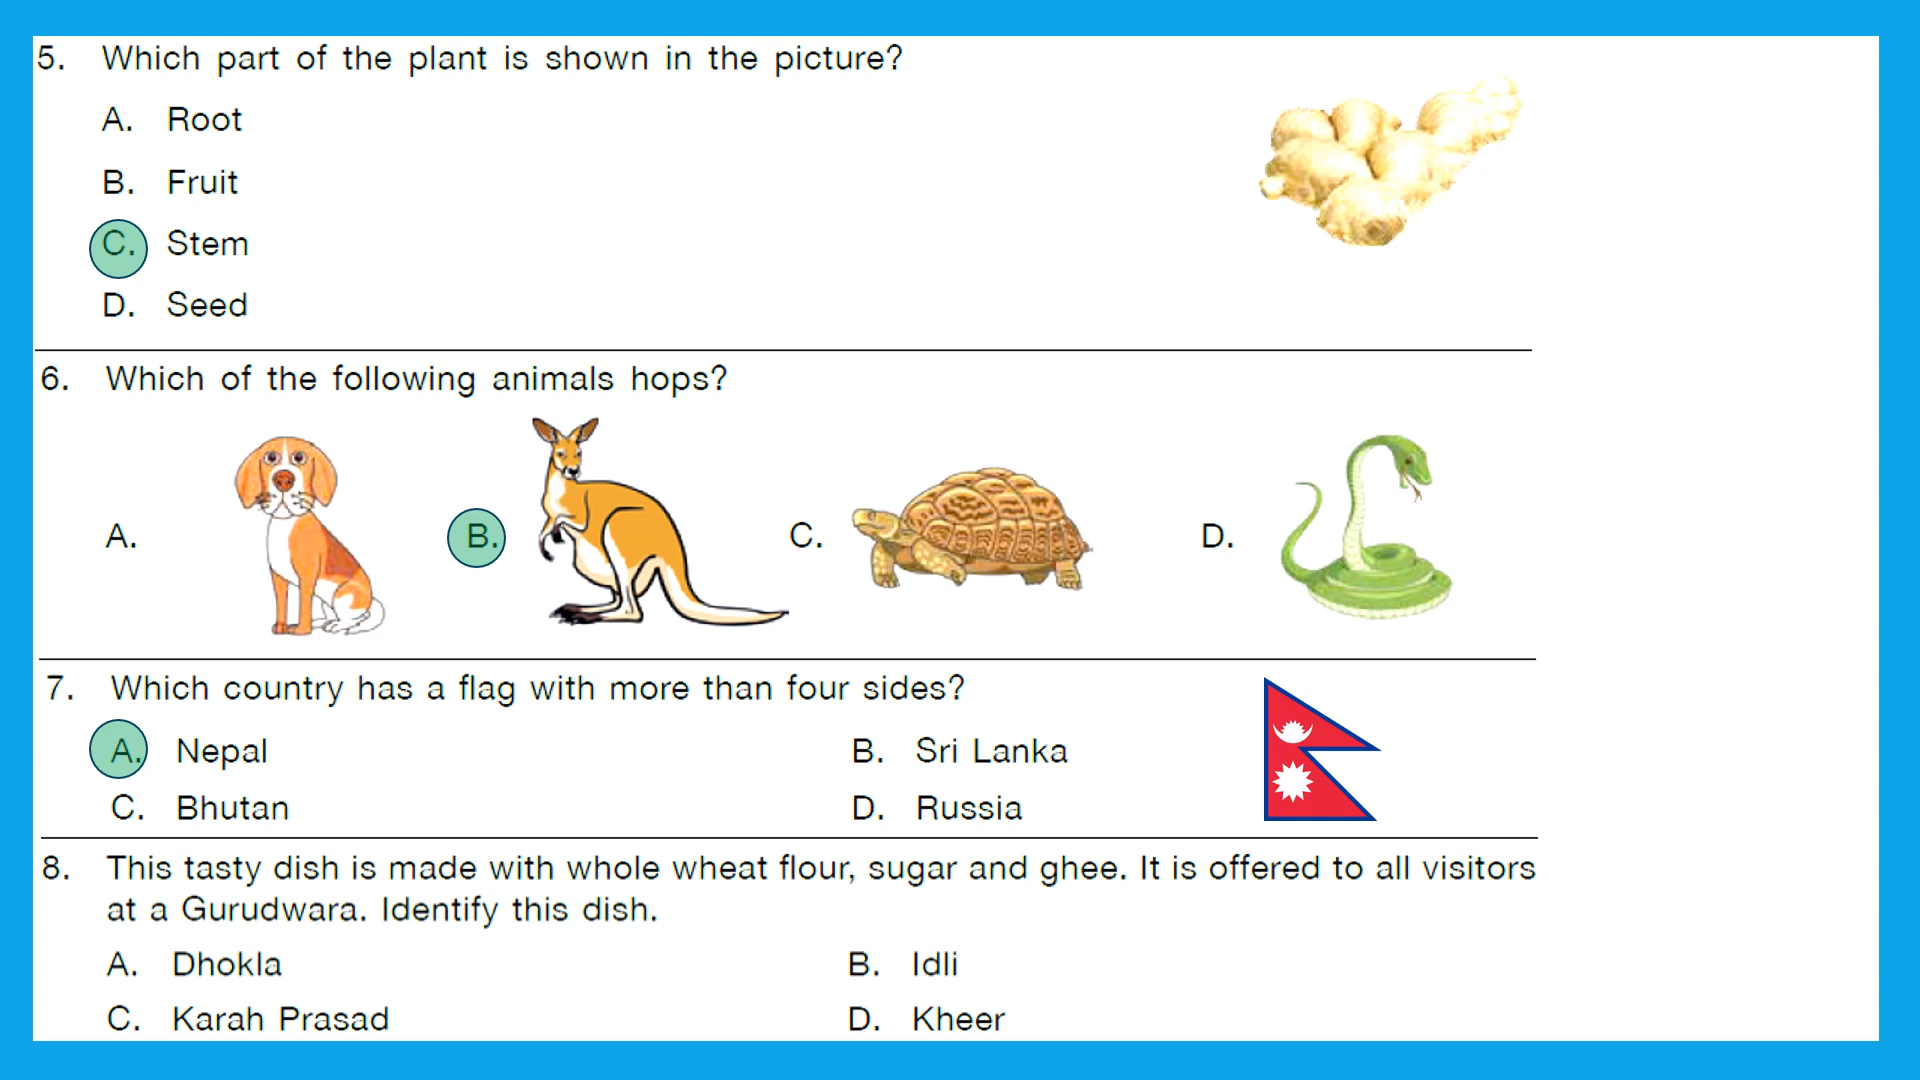 5. Which part of the plant is shown in the picture?
A. Root
B. Fruit
C. Stem
D. Seed
6. Which of the following animals hops?
A. B. C. D.
7. Which country has a flag with more than four sides?
A. Nepal B. Sri Lanka
C. Bhutan D. Russia
8. This tasty dish is made with whole wheat flour, sugar and ghee. It is offered to all visitors
at a Gurudwara. Identify this dish.
A. Dhokla B. Idli
C. Karah Prasad D. Kheer